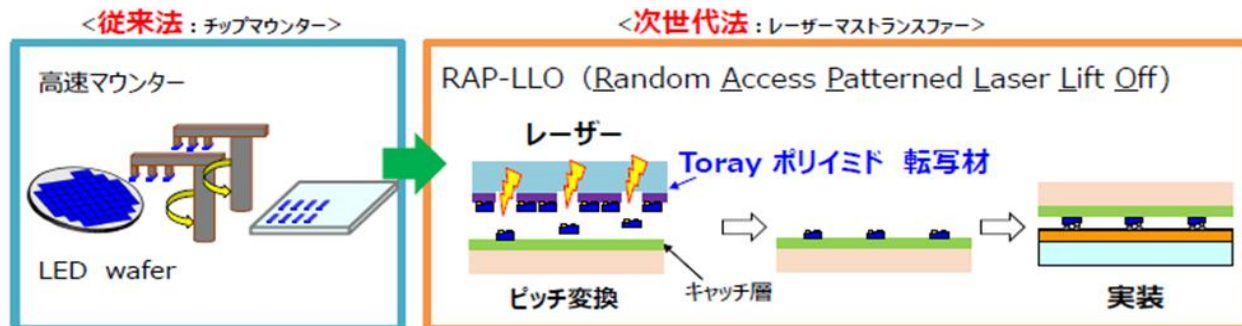 <従来法：チップマウンター>
<次世代法：レーザーマストランスファー>
高速マウンター
LED wafer
RAP-LLO（Random Access Patterned Laser Lift Off）
レーザー
Toray ポリイミド 転写材
キャッチ層
ピッチ変換
実装